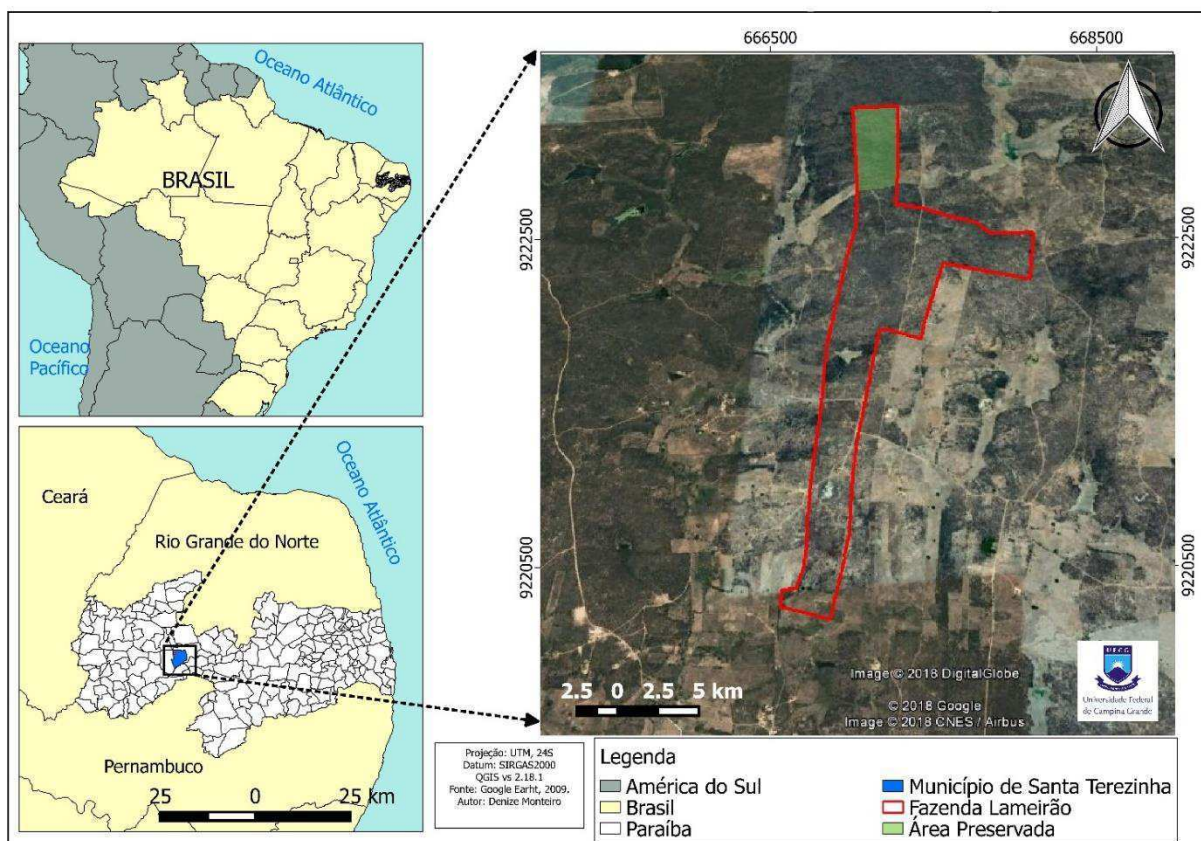 Oceano Atlântico
BRASIL
Oceano
Pacífico
Ceará
Rio Grande do Norte
Oceano Atlântico
Pernambuco
25 0 25 km
666500 668500
9222500 9222500
9220500 9220500
2.5 0 2.5 5 km
Image © 2018 DigitalGlobe
© 2018 Google
Image © 2018 CNES / Airbus
UFCG
Universidade Federal
de Campina Grande
Projeção: UTM, 24S
Datum: SIRGAS2000
QGIS vs 2.18.1
Fonte: Google Earht, 2009.
Autor: Denize Monteiro
Legenda
América do Sul
Brasil
Paraíba
Município de Santa Terezinha
Fazenda Lameirão
Área Preservada